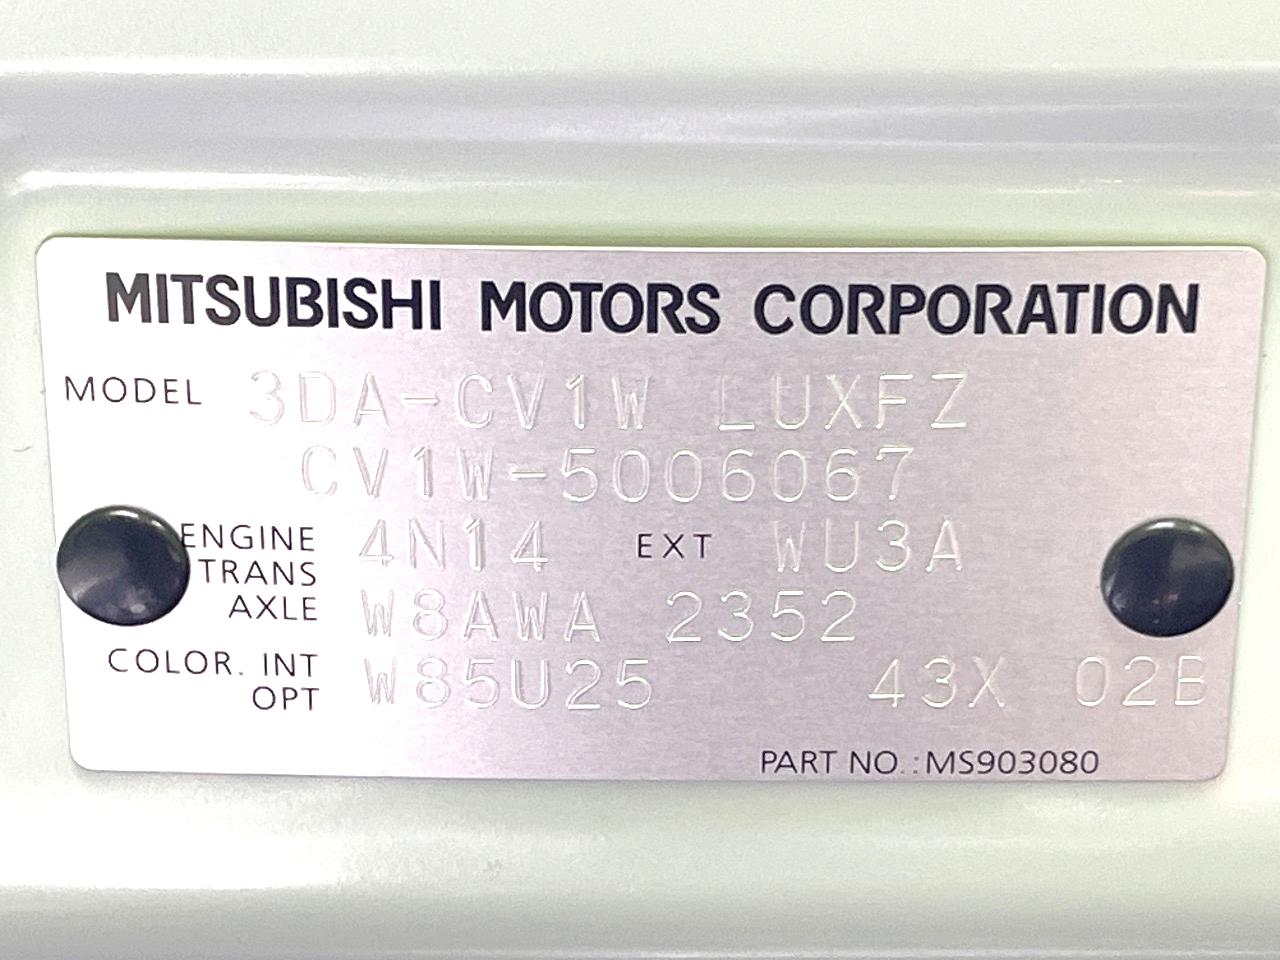 MITSUBISHI MOTORS CORPORATION
MODEL 3DA-CV1W LUXFZ
CV1W-5006067
ENGINE 4N14 EXT WU3A
TRANS
AXLE W8AWA 2352
COLOR. INT
OPT W85U25 43X 02B
PART NO.:MS903080